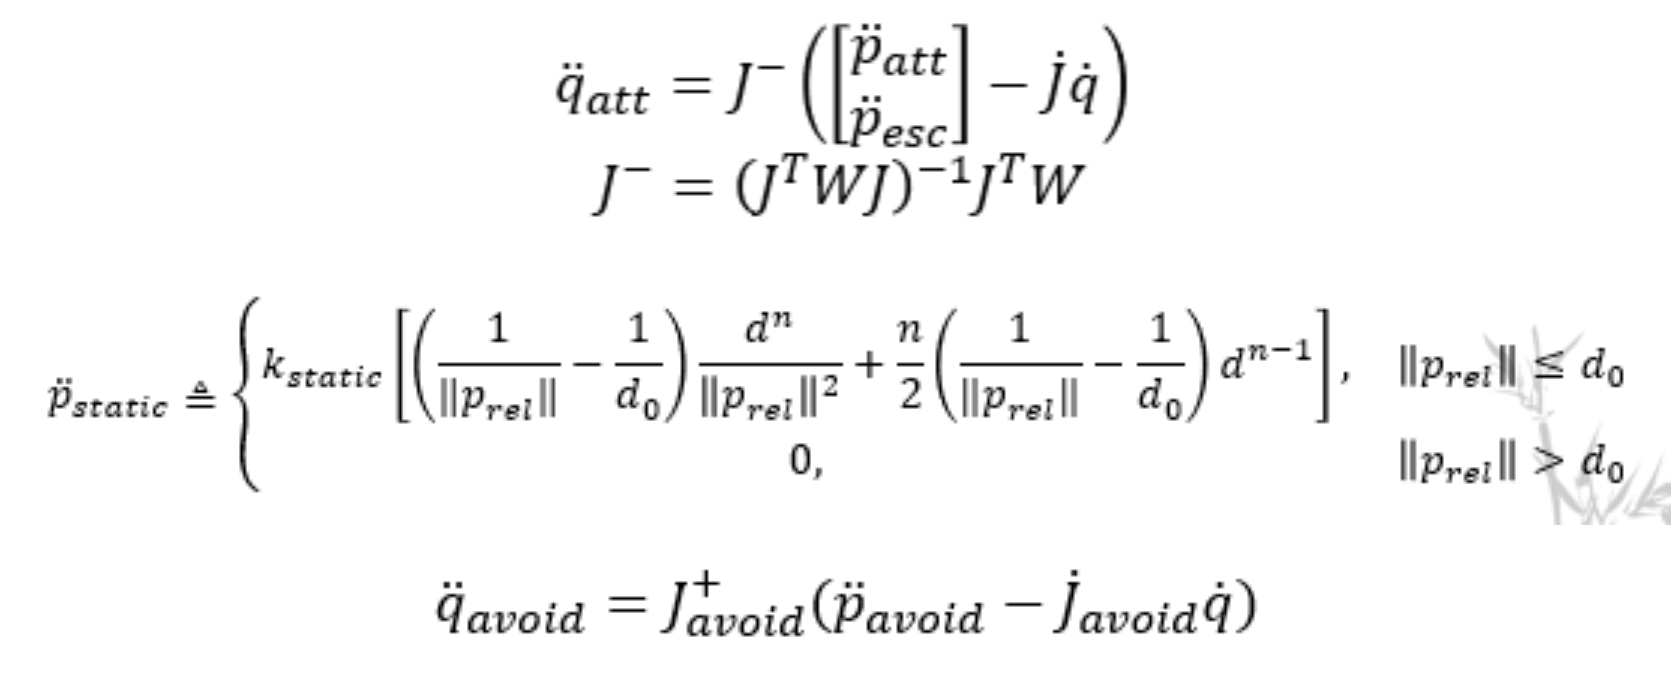 q̈_att = J⁻ ([p̈_att; p̈_esc] − J̇q̇)
J⁻ = (JᵀWJ)⁻¹JᵀW
p̈_static ≜ { k_static [(1/‖p_rel‖ − 1/d₀) dⁿ/‖p_rel‖² + n/2 (1/‖p_rel‖ − 1/d₀) dⁿ⁻¹], ‖p_rel‖ ≤ d₀
0, ‖p_rel‖ > d₀
q̈_avoid = J⁺_avoid(p̈_avoid − J̇_avoid q̇)